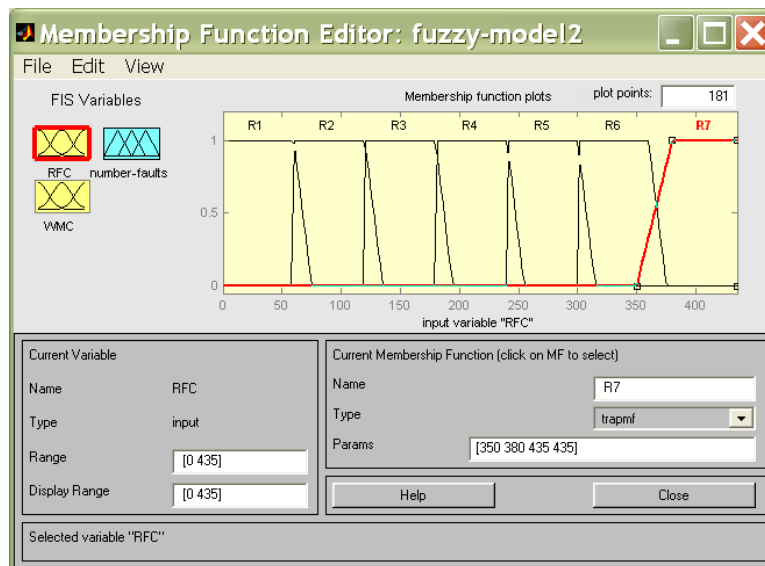 Membership Function Editor: fuzzy-model2
File Edit View
FIS Variables
Membership function plots
plot points: 181
R1 R2 R3 R4 R5 R6 R7
1
0.5
0
RFC number-faults
WMC
0 50 100 150 200 250 300 350 400
input variable "RFC"
Current Variable
Name RFC
Type input
Range [0 435]
Display Range [0 435]
Current Membership Function (click on MF to select)
Name R7
Type trapmf
Params [350 380 435 435]
Help Close
Selected variable "RFC"